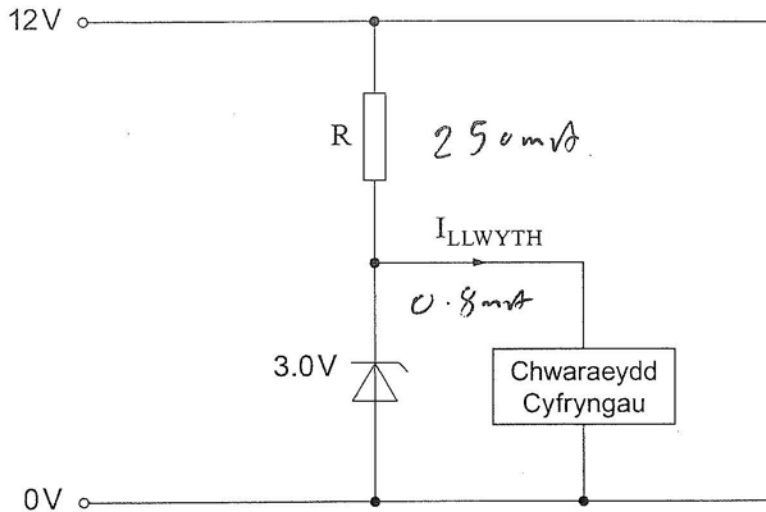 12V
R 250mA.
I_LLWYTH
0.8mA
3.0V
Chwaraeydd
Cyfryngau
0V